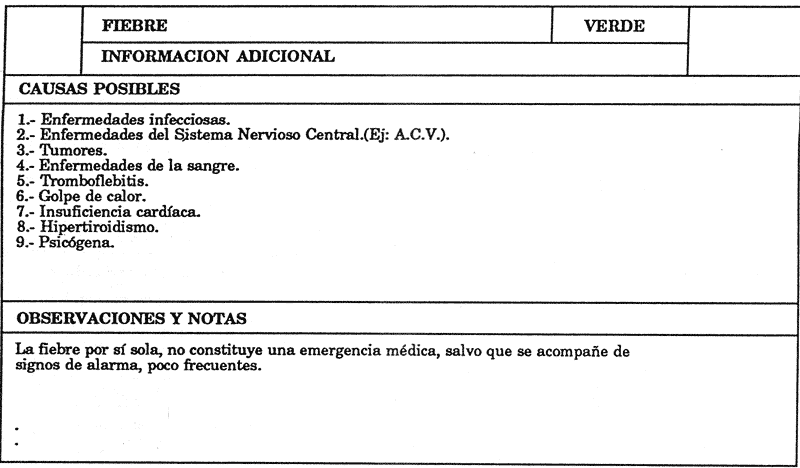 FIEBRE VERDE
INFORMACION ADICIONAL
CAUSAS POSIBLES
1.- Enfermedades infecciosas.
2.- Enfermedades del Sistema Nervioso Central.(Ej: A.C.V.).
3.- Tumores.
4.- Enfermedades de la sangre.
5.- Tromboflebitis.
6.- Golpe de calor.
7.- Insuficiencia cardíaca.
8.- Hipertiroidismo.
9.- Psicógena.
OBSERVACIONES Y NOTAS
La fiebre por sí sola, no constituye una emergencia médica, salvo que se acompañe de
signos de alarma, poco frecuentes.